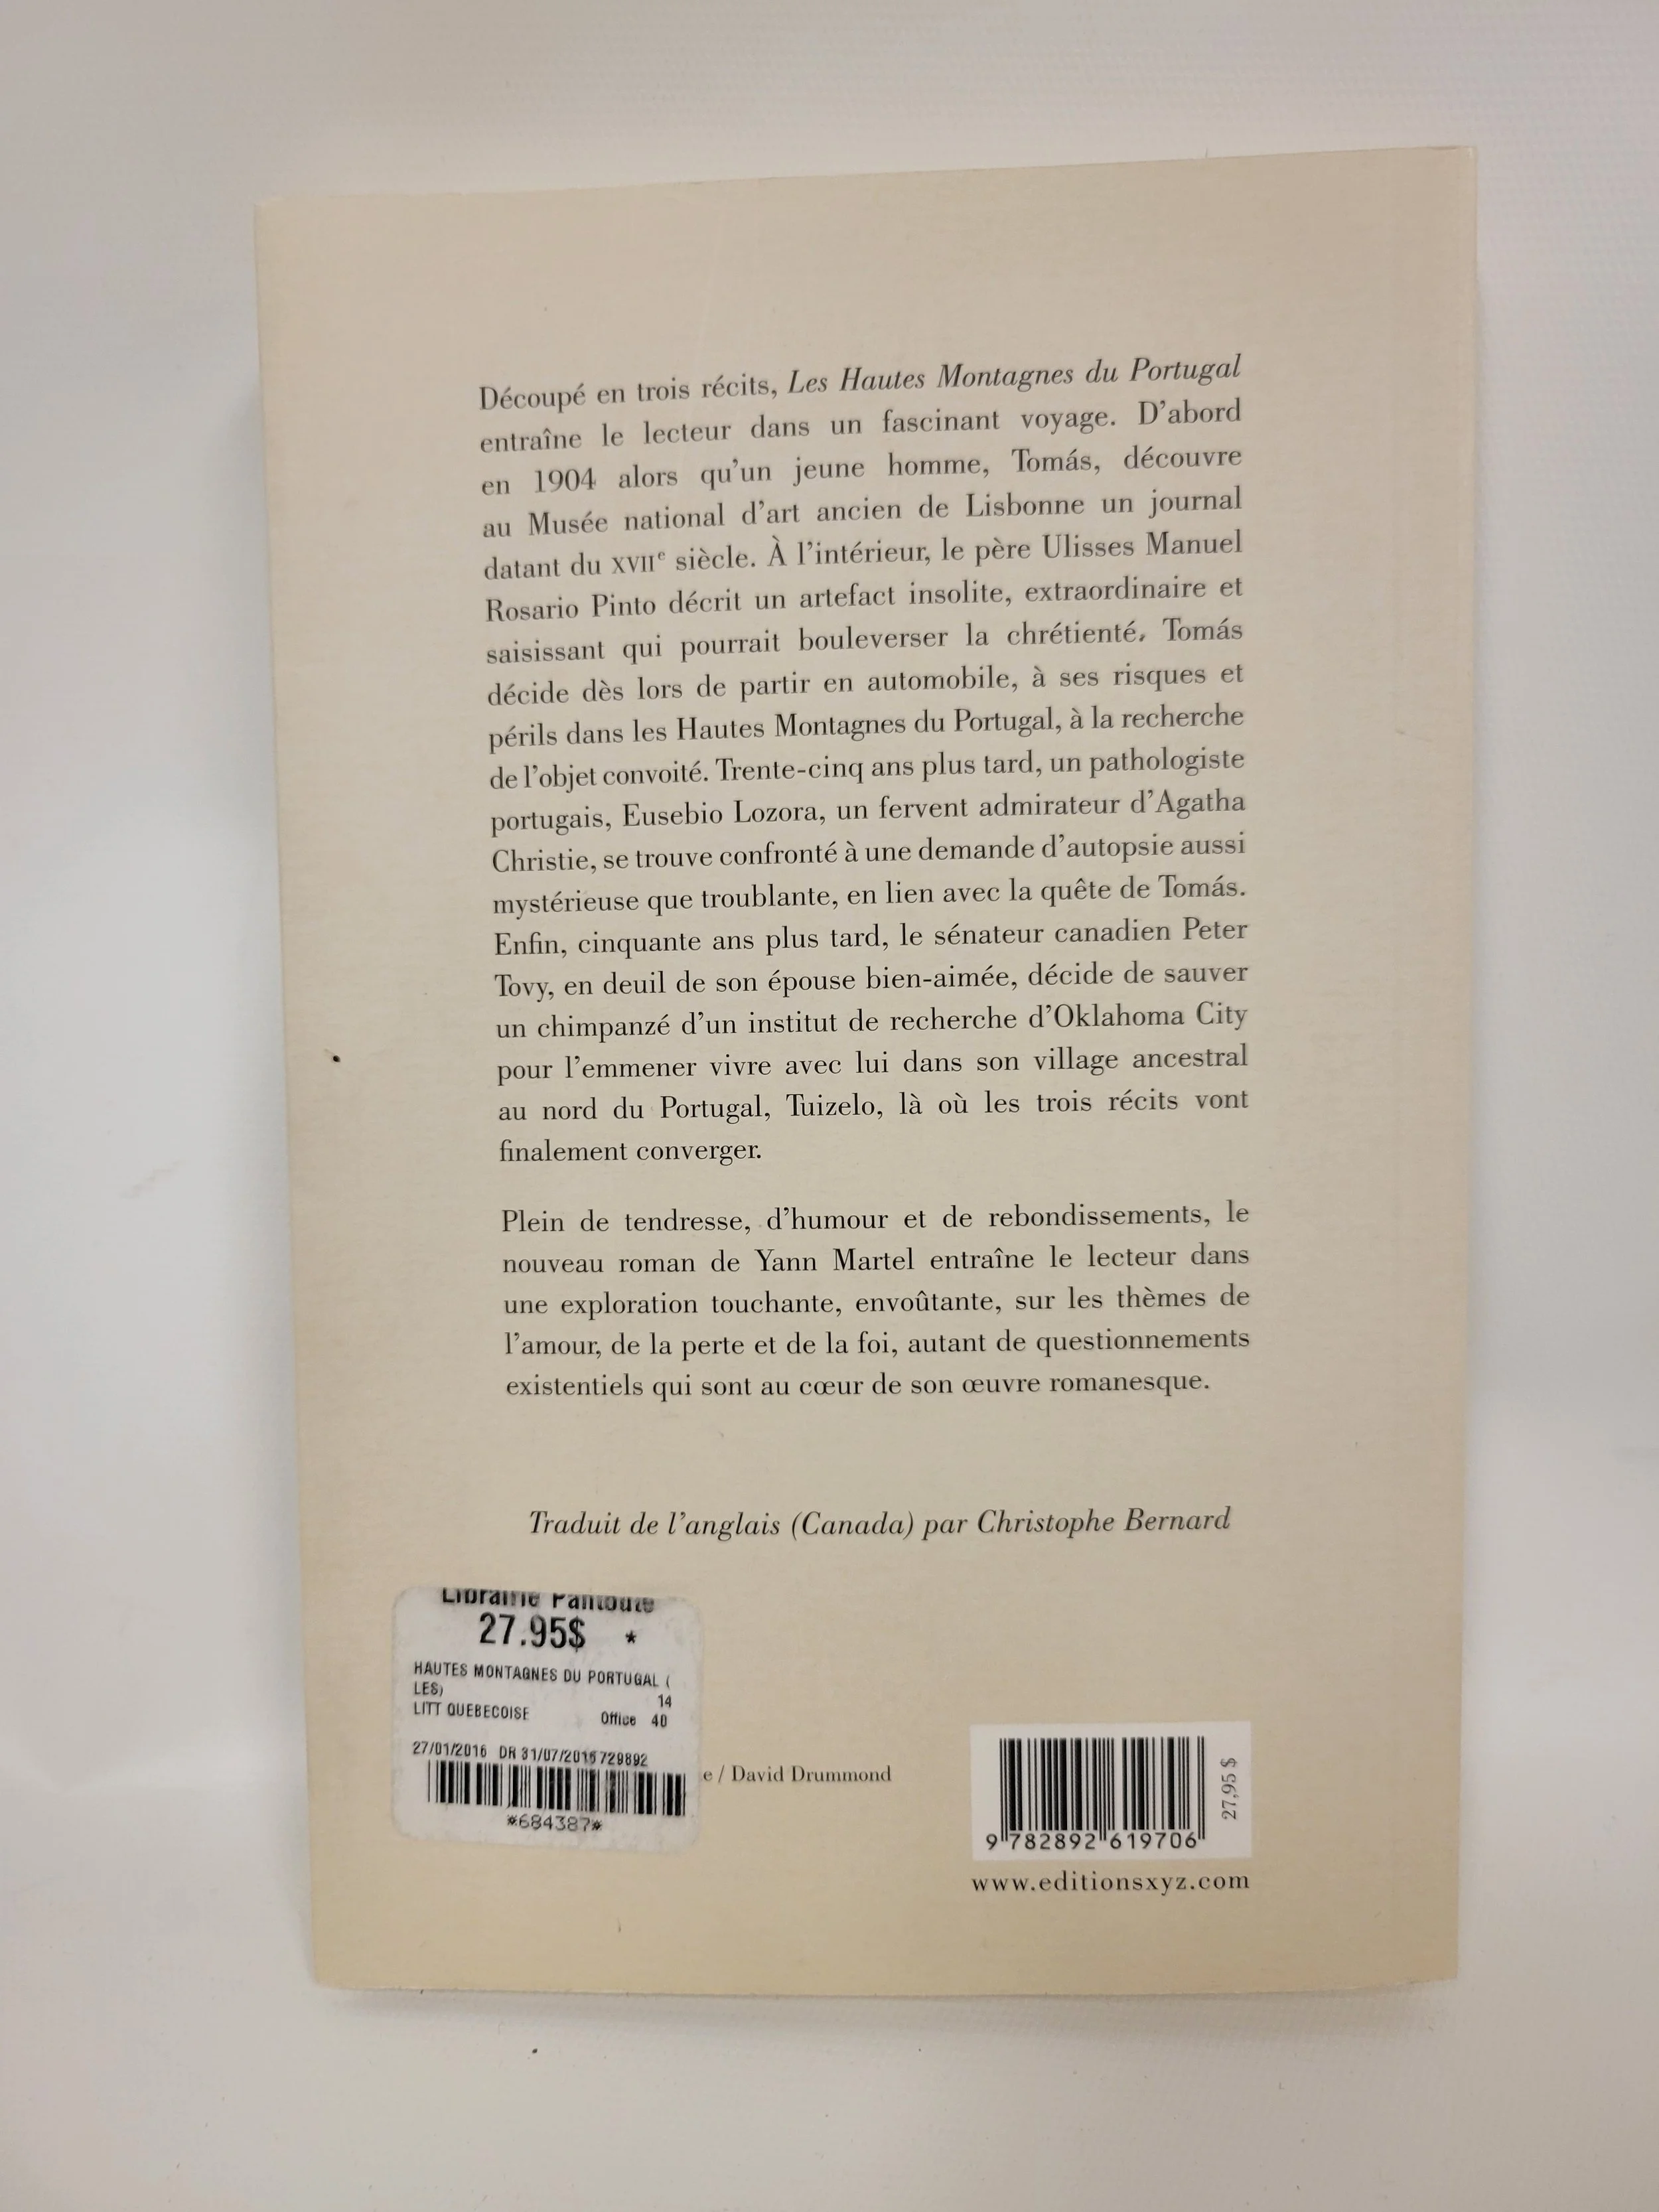 Découpé en trois récits, Les Hautes Montagnes du Portugal
entraîne le lecteur dans un fascinant voyage. D'abord
en 1904 alors qu'un jeune homme, Tomás, découvre
au Musée national d'art ancien de Lisbonne un journal
datant du XVIIe siècle. À l'intérieur, le père Ulisses Manuel
Rosario Pinto décrit un artefact insolite, extraordinaire et
saisissant qui pourrait bouleverser la chrétienté. Tomás
décide dès lors de partir en automobile, à ses risques et
périls dans les Hautes Montagnes du Portugal, à la recherche
de l'objet convoité. Trente-cinq ans plus tard, un pathologiste
portugais, Eusebio Lozora, un fervent admirateur d'Agatha
Christie, se trouve confronté à une demande d'autopsie aussi
mystérieuse que troublante, en lien avec la quête de Tomás.
Enfin, cinquante ans plus tard, le sénateur canadien Peter
Tovy, en deuil de son épouse bien-aimée, décide de sauver
un chimpanzé d'un institut de recherche d'Oklahoma City
pour l'emmener vivre avec lui dans son village ancestral
au nord du Portugal, Tuizelo, là où les trois récits vont
finalement converger.
Plein de tendresse, d'humour et de rebondissements, le
nouveau roman de Yann Martel entraîne le lecteur dans
une exploration touchante, envoûtante, sur les thèmes de
l'amour, de la perte et de la foi, autant de questionnements
existentiels qui sont au cœur de son œuvre romanesque.
Traduit de l'anglais (Canada) par Christophe Bernard
Librairie Pantoute
27.95$ *
HAUTES MONTAGNES DU PORTUGAL (
LES)
14
LITT QUEBECOISE Office 40
27/01/2016 DR 31/07/2016 729892
*684387*
e / David Drummond
27,95 $
9 782892 619706
www.editionsxyz.com